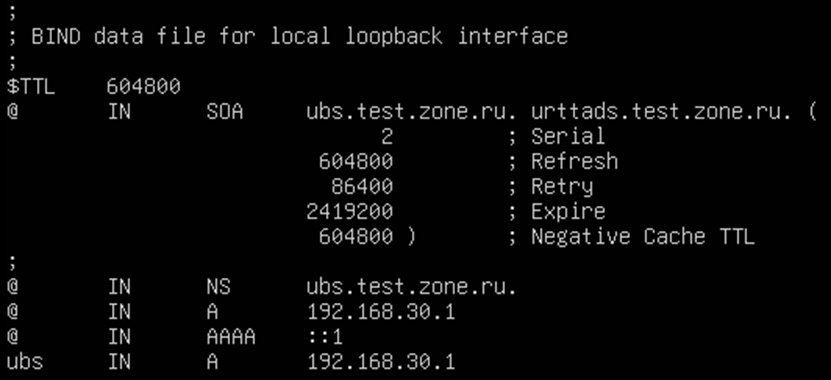 ;
; BIND data file for local loopback interface
;
$TTL    604800
@       IN      SOA     ubs.test.zone.ru. urttads.test.zone.ru. (
                              2         ; Serial
                         604800         ; Refresh
                          86400         ; Retry
                        2419200         ; Expire
                         604800 )       ; Negative Cache TTL
;
@       IN      NS      ubs.test.zone.ru.
@       IN      A       192.168.30.1
@       IN      AAAA    ::1
ubs     IN      A       192.168.30.1